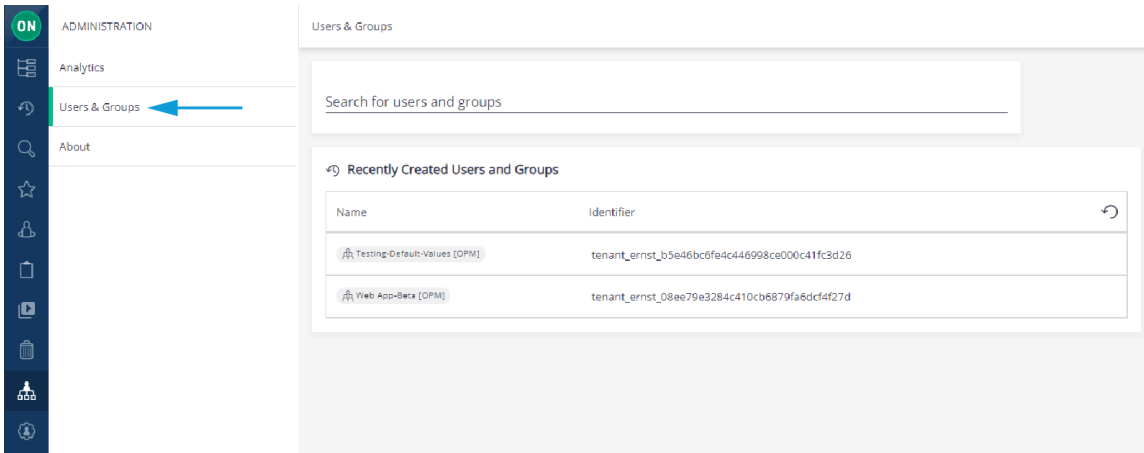 ON
ADMINISTRATION
Analytics
Users & Groups
About
Users & Groups
Search for users and groups
Recently Created Users and Groups
Name Identifier
Testing-Default-Values [OPM] tenant_ernst_b5e46bc6fe4c446998ce000c41fc3d26
Web App-Beta [OPM] tenant_ernst_08ee79e3284c410cb6879fa6dcf4f27d